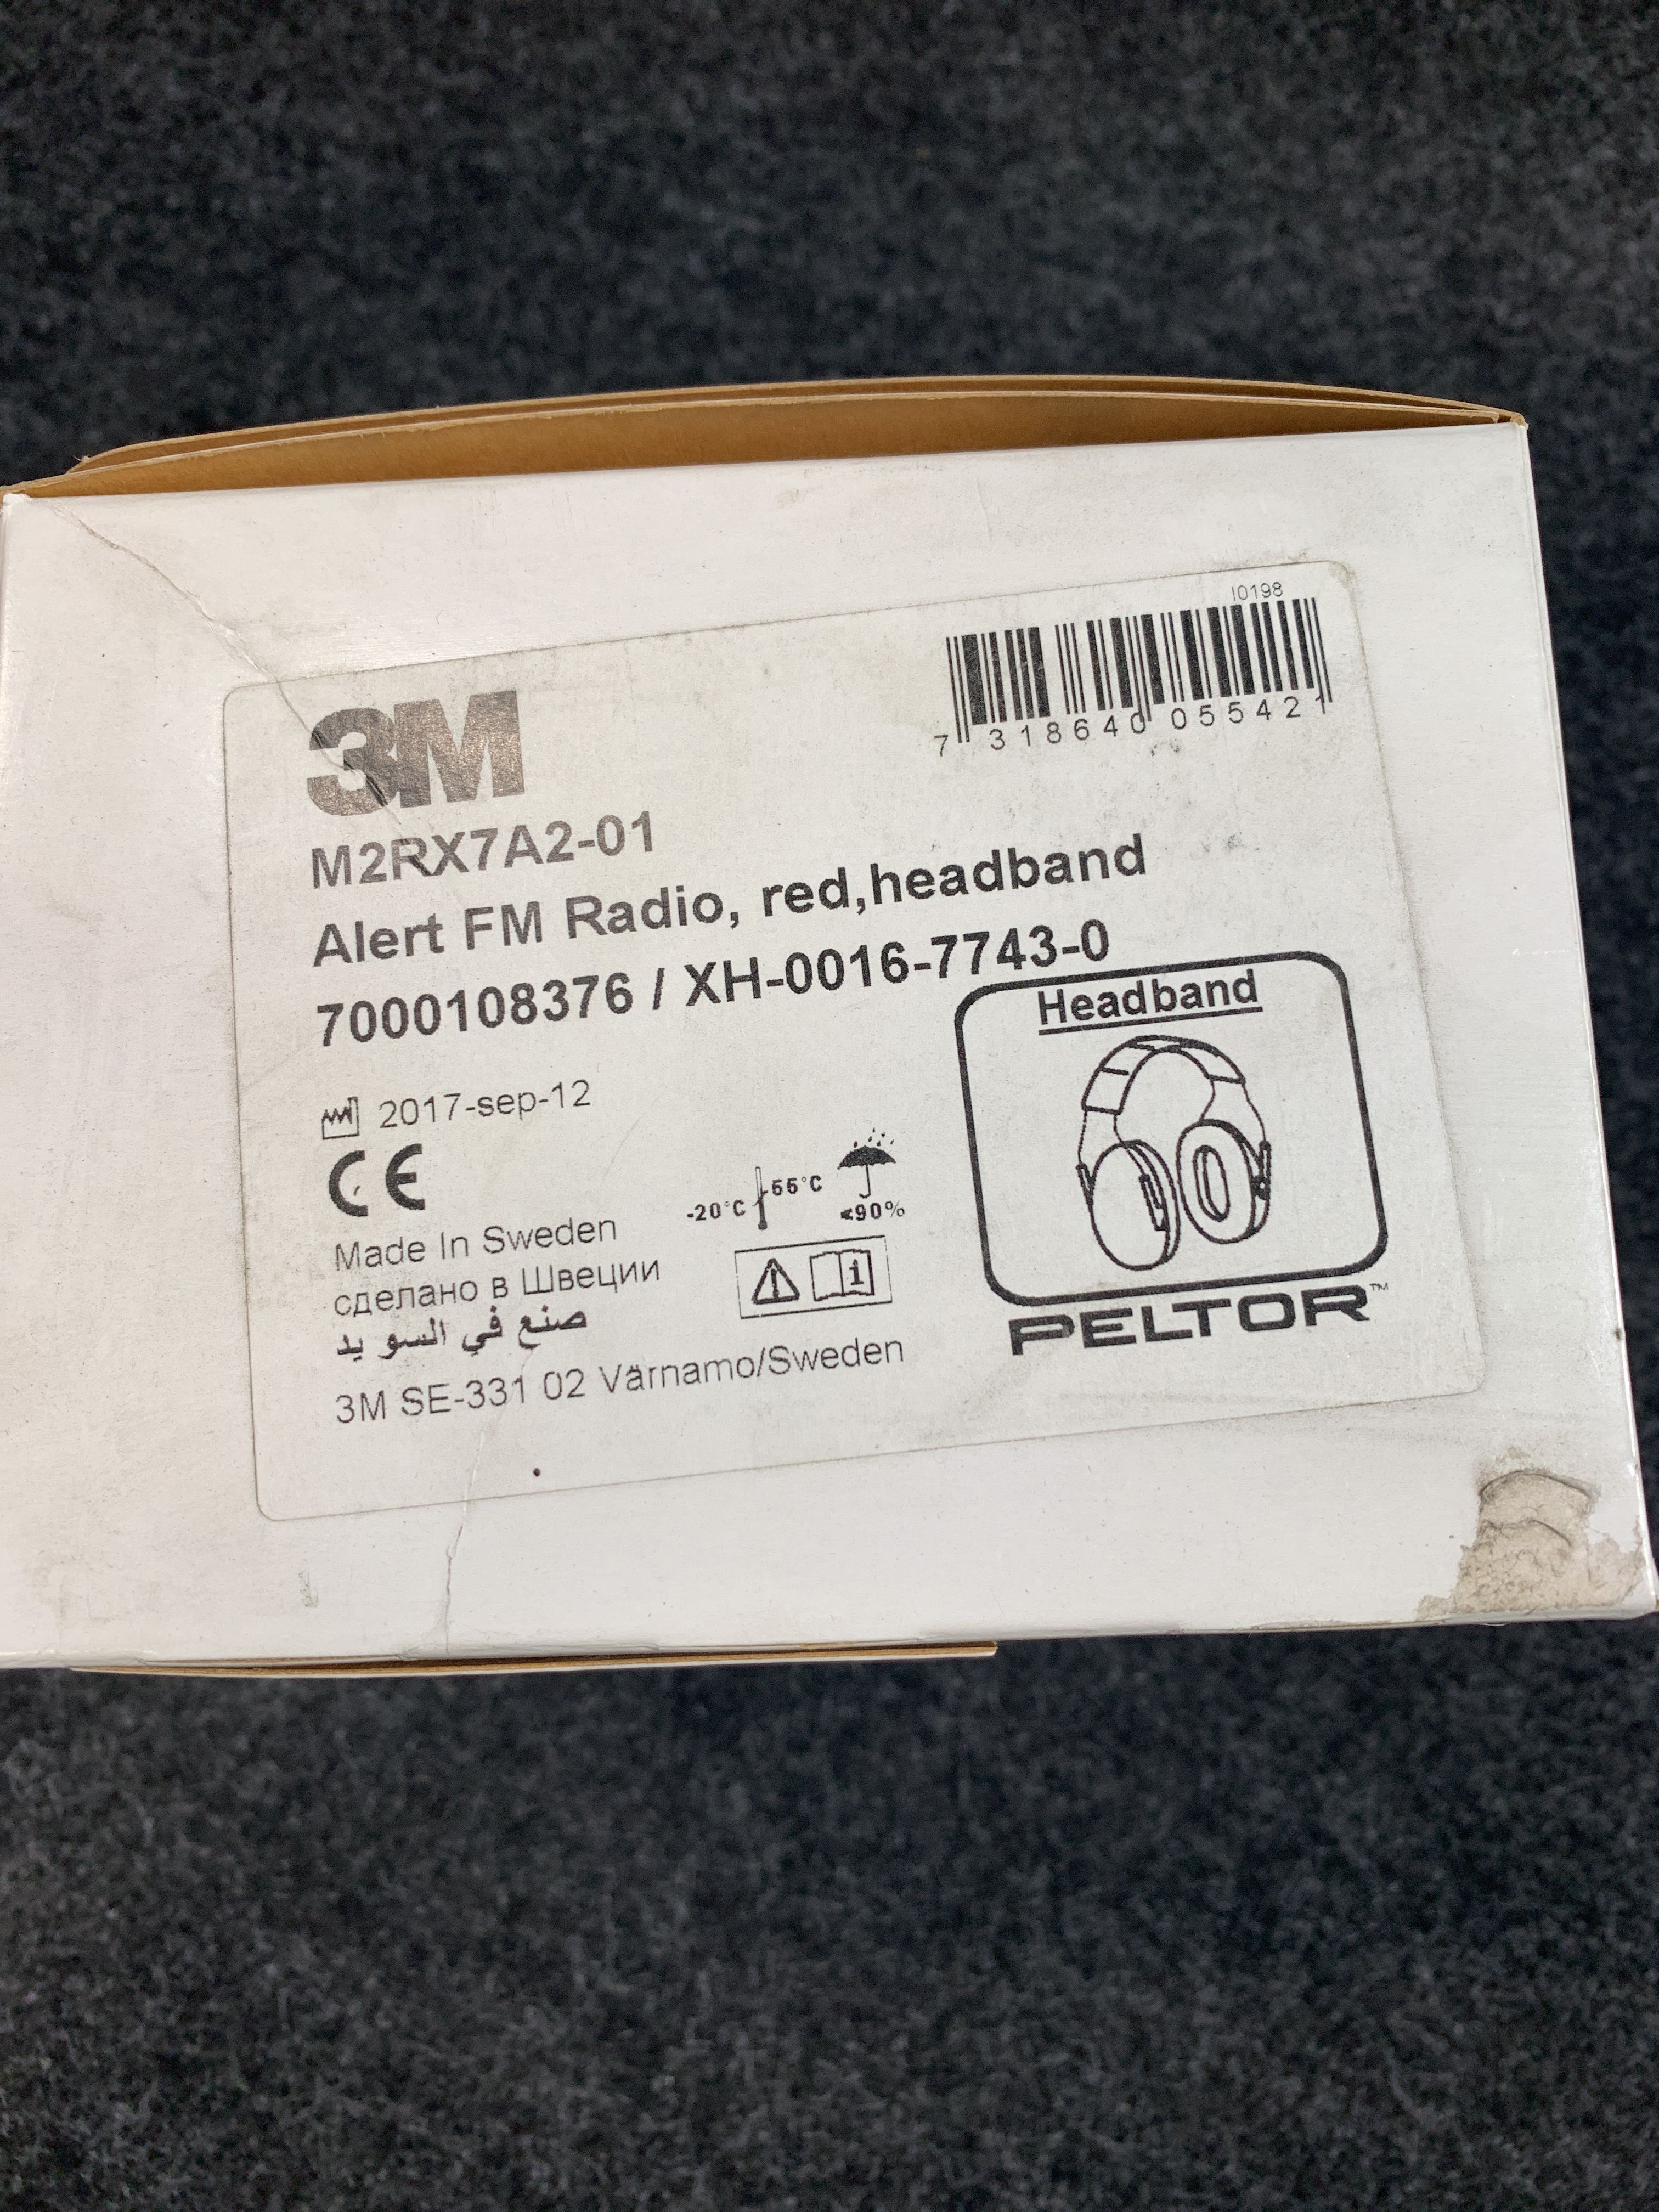 I0198
7 318640 055421
3M
M2RX7A2-01
Alert FM Radio, red,headband
7000108376 / XH-0016-7743-0
Headband
2017-sep-12
CE
-20°C 55°C <90%
Made In Sweden
сделано в Швеции
صنع في السو يد
3M SE-331 02 Värnamo/Sweden
PELTOR™